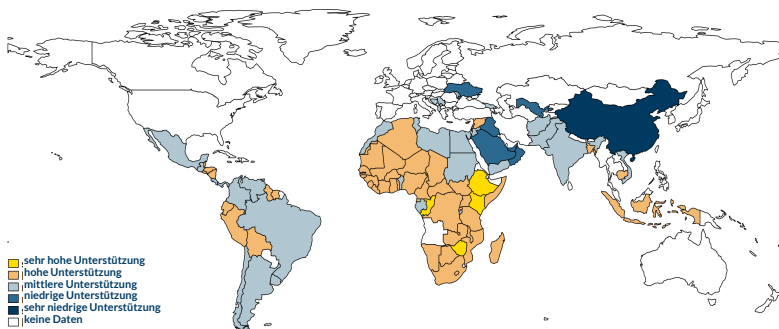 sehr hohe Unterstützung
hohe Unterstützung
mittlere Unterstützung
niedrige Unterstützung
sehr niedrige Unterstützung
keine Daten